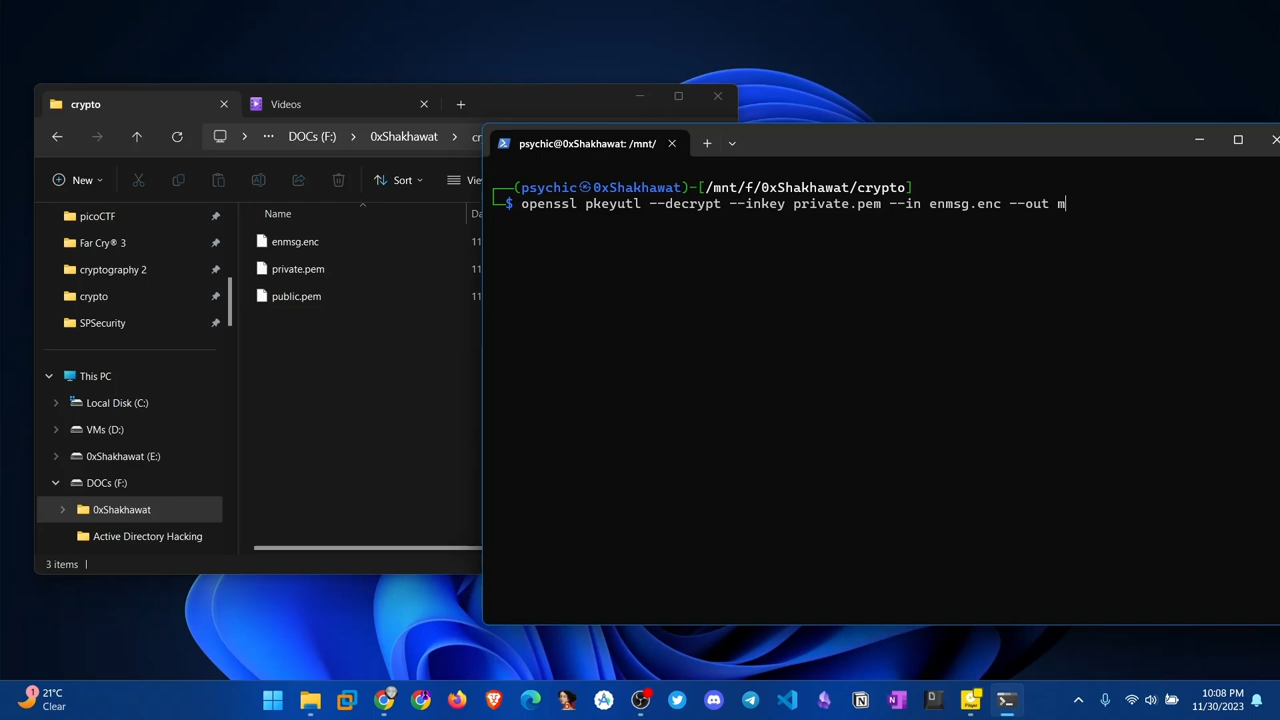 crypto
Videos
DOCs (F:)
0xShakhawat
New
Sort
Name
picoCTF
Far Cry® 3
cryptography 2
crypto
SPSecurity
This PC
Local Disk (C:)
VMs (D:)
0xShakhawat (E:)
DOCs (F:)
0xShakhawat
Active Directory Hacking
enmsg.enc
private.pem
public.pem
3 items
psychic@0xShakhawat: /mnt/
(psychic㉿0xShakhawat)-[/mnt/f/0xShakhawat/crypto]
$ openssl pkeyutl --decrypt --inkey private.pem --in enmsg.enc --out m
1
21°C
Clear
10:08 PM
11/30/2023